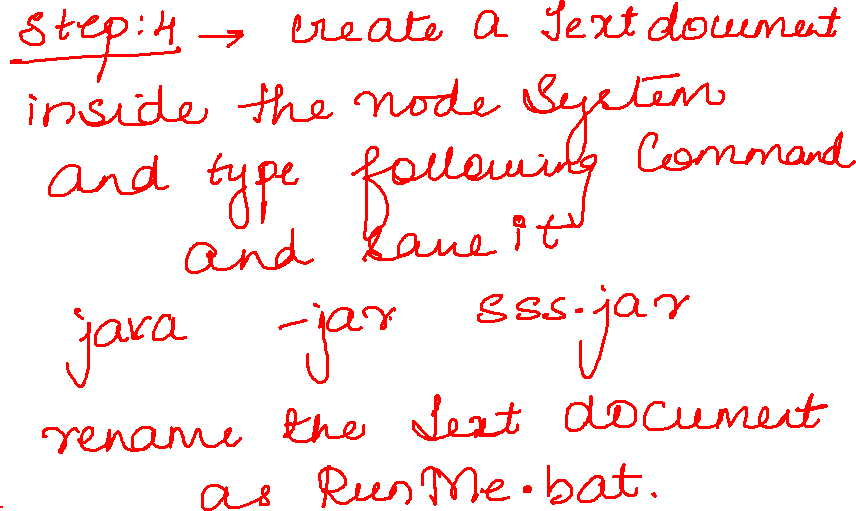 Step:4 → create a Text document
inside the node System
and type following Command
and save it
java -jar sss.jar
rename the Text document
as RunMe.bat.